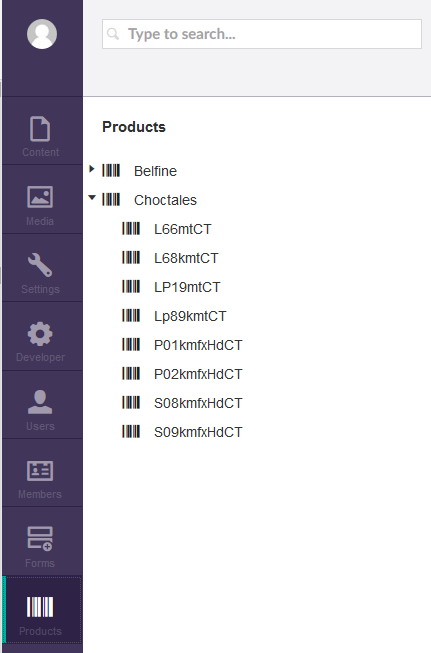 Type to search...
Content
Media
Settings
Developer
Users
Members
Forms
Products
Products
Belfine
Choctales
L66mtCT
L68kmtCT
LP19mtCT
Lp89kmtCT
P01kmfxHdCT
P02kmfxHdCT
S08kmfxHdCT
S09kmfxHdCT